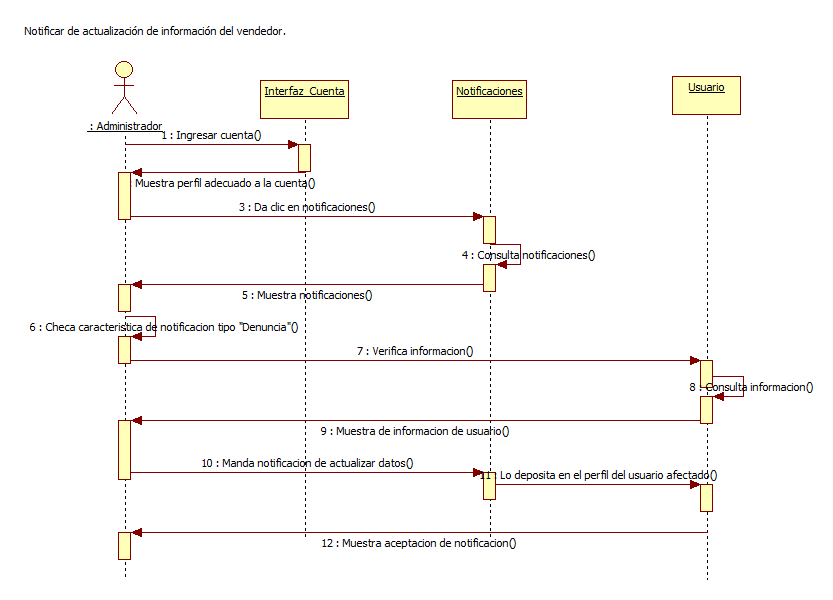 Notificar de actualización de información del vendedor.
Interfaz_Cuenta
Notificaciones
Usuario
: Administrador
1 : Ingresar cuenta()
Muestra perfil adecuado a la cuenta()
3 : Da clic en notificaciones()
4 : Consulta notificaciones()
5 : Muestra notificaciones()
6 : Checa caracteristica de notificacion tipo "Denuncia"()
7 : Verifica informacion()
8 : Consulta informacion()
9 : Muestra de informacion de usuario()
10 : Manda notificacion de actualizar datos()
11 : Lo deposita en el perfil del usuario afectado()
12 : Muestra aceptacion de notificacion()